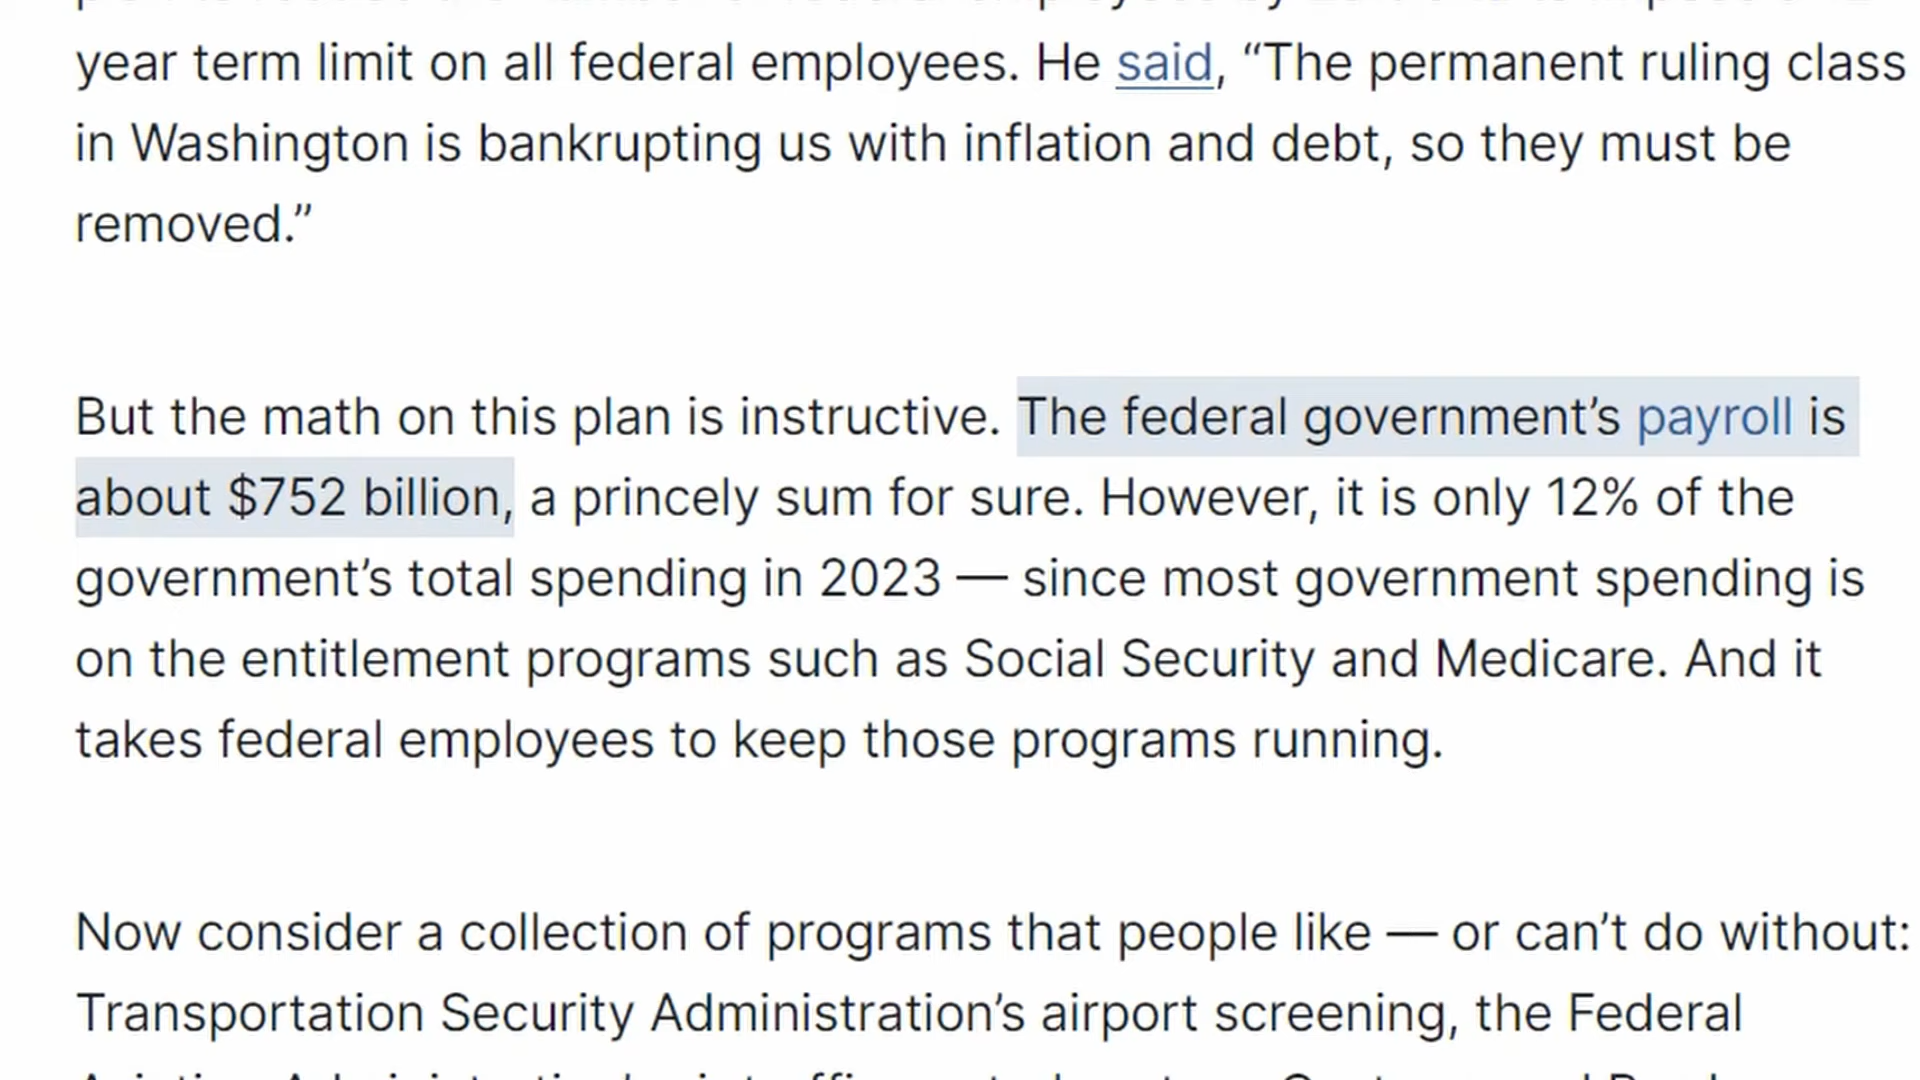 year term limit on all federal employees. He said, “The permanent ruling class
in Washington is bankrupting us with inflation and debt, so they must be
removed.”
But the math on this plan is instructive. The federal government’s payroll is
about $752 billion, a princely sum for sure. However, it is only 12% of the
government’s total spending in 2023 — since most government spending is
on the entitlement programs such as Social Security and Medicare. And it
takes federal employees to keep those programs running.
Now consider a collection of programs that people like — or can’t do without:
Transportation Security Administration’s airport screening, the Federal